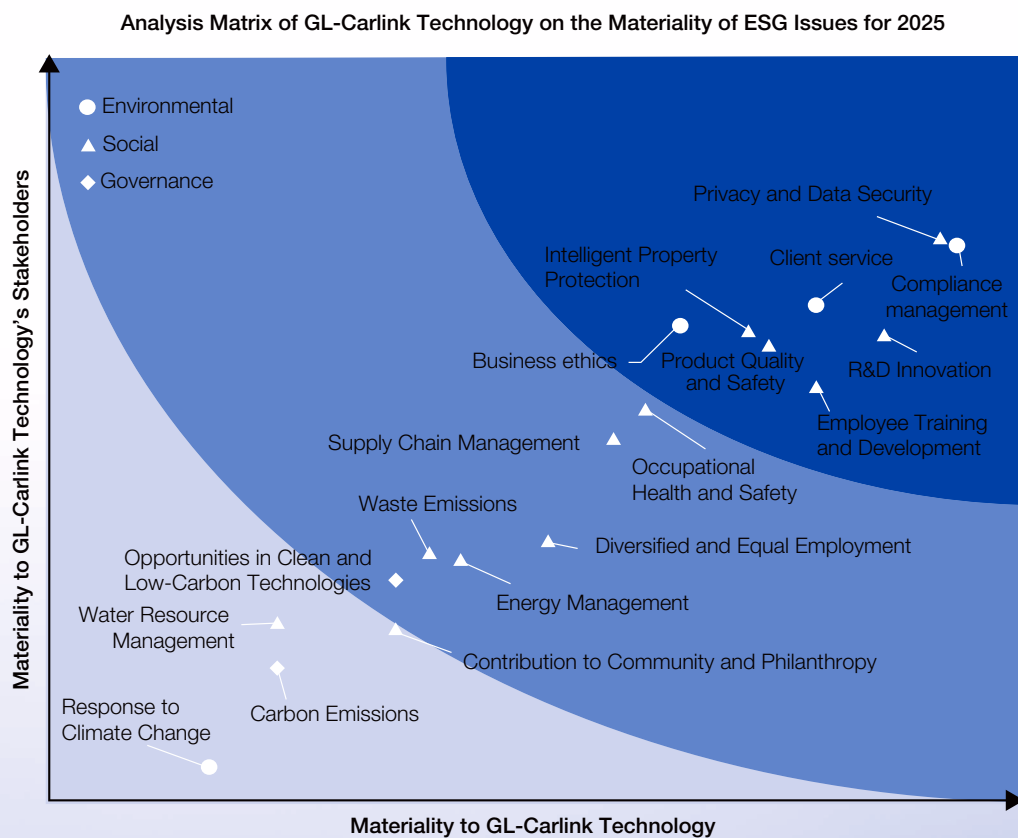 Analysis Matrix of GL-Carlink Technology on the Materiality of ESG Issues for 2025
Materiality to GL-Carlink Technology's Stakeholders
Environmental
Social
Governance
Privacy and Data Security
Intelligent Property
Protection
Client service
Compliance
management
Business ethics
Product Quality
and Safety
R&D Innovation
Employee Training
and Development
Supply Chain Management
Occupational
Health and Safety
Waste Emissions
Diversified and Equal Employment
Opportunities in Clean and
Low-Carbon Technologies
Energy Management
Water Resource
Management
Contribution to Community and Philanthropy
Response to
Climate Change
Carbon Emissions
Materiality to GL-Carlink Technology